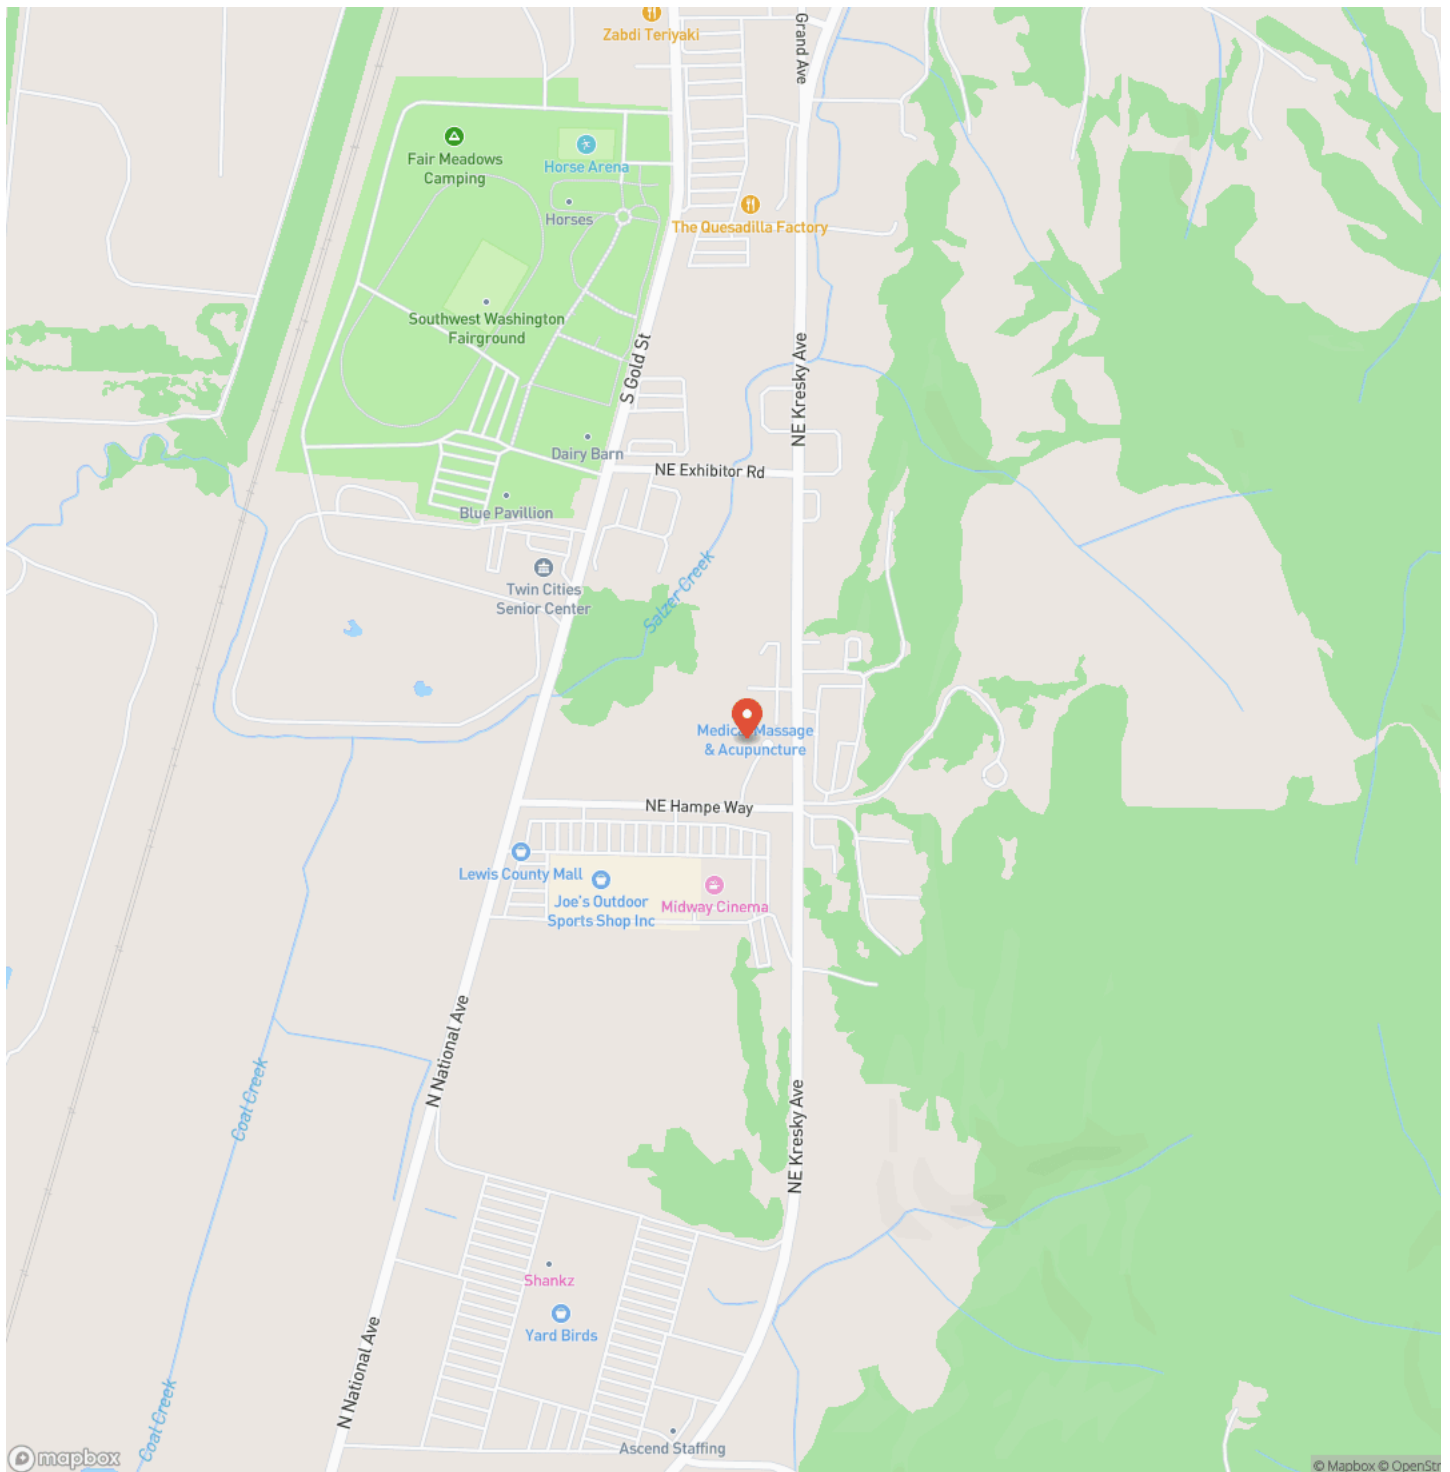 Zabdi Teriyaki
Grand Ave
Fair Meadows
Camping
Horse Arena
Horses
The Quesadilla Factory
Southwest Washington
Fairground
S Gold St
NE Kresky Ave
Dairy Barn
NE Exhibitor Rd
Blue Pavillion
Twin Cities
Senior Center
Salzer Creek
Medical Massage
& Acupuncture
NE Hampe Way
Lewis County Mall
Joe's Outdoor
Sports Shop Inc
Midway Cinema
N National Ave
Coal Creek
NE Kresky Ave
Shankz
Yard Birds
N National Ave
Coal Creek
Ascend Staffing
mapbox
© Mapbox © OpenStr